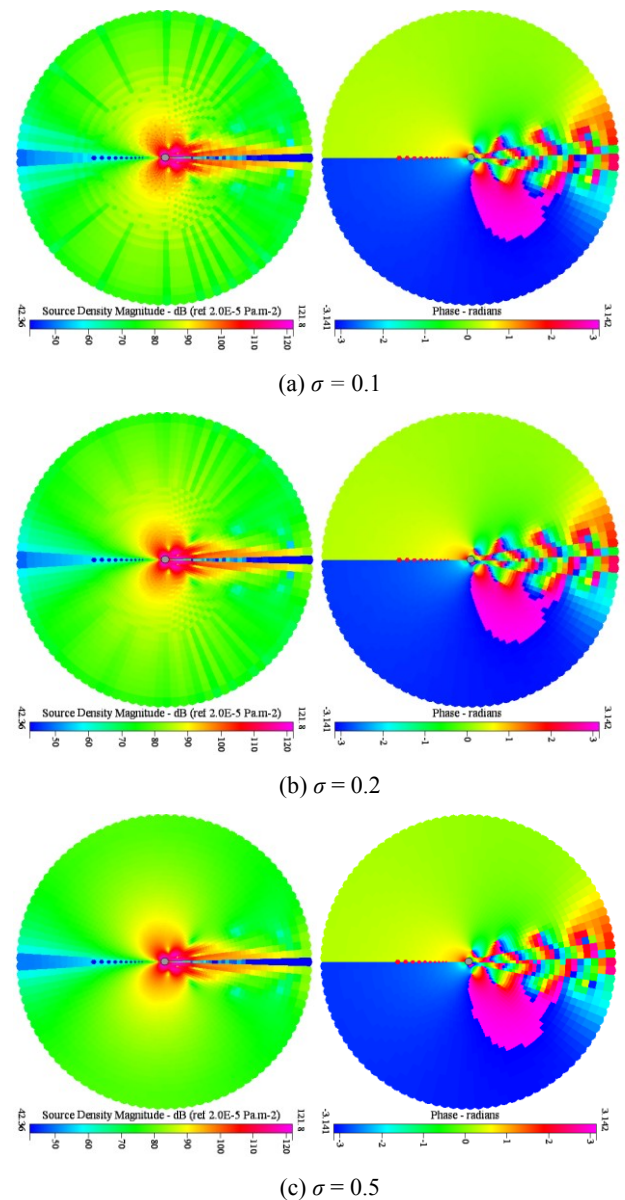 Source Density Magnitude - dB (ref 2.0E-5 Pa.m-2)
42.36 50 60 70 80 90 100 110 120 121.8
Phase - radians
-3.141 -3 -2 -1 0 1 2 3 3.142
(a) σ = 0.1
Source Density Magnitude - dB (ref 2.0E-5 Pa.m-2)
42.36 50 60 70 80 90 100 110 120 121.8
Phase - radians
-3.141 -3 -2 -1 0 1 2 3 3.142
(b) σ = 0.2
Source Density Magnitude - dB (ref 2.0E-5 Pa.m-2)
42.36 50 60 70 80 90 100 110 120 121.8
Phase - radians
-3.141 -3 -2 -1 0 1 2 3 3.142
(c) σ = 0.5